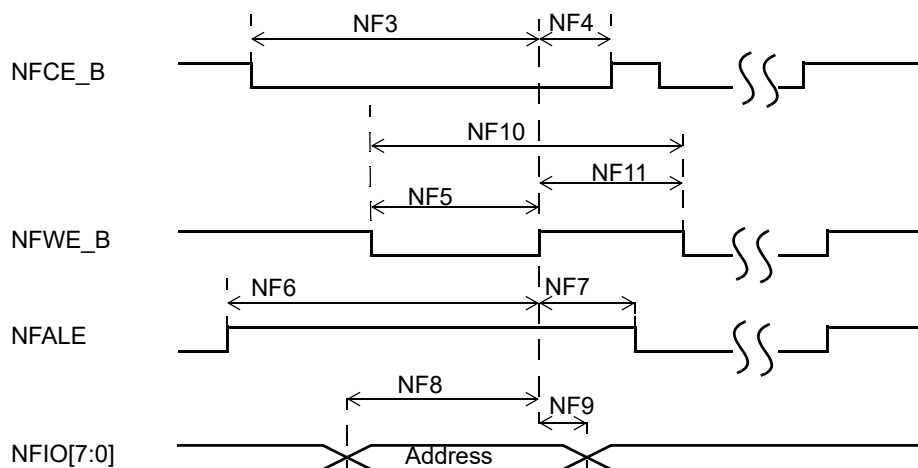 NF3 NF4
NFCE_B
NF10
NF11
NF5
NFWE_B
NF6 NF7
NFALE
NF8
NF9
NFIO[7:0] Address